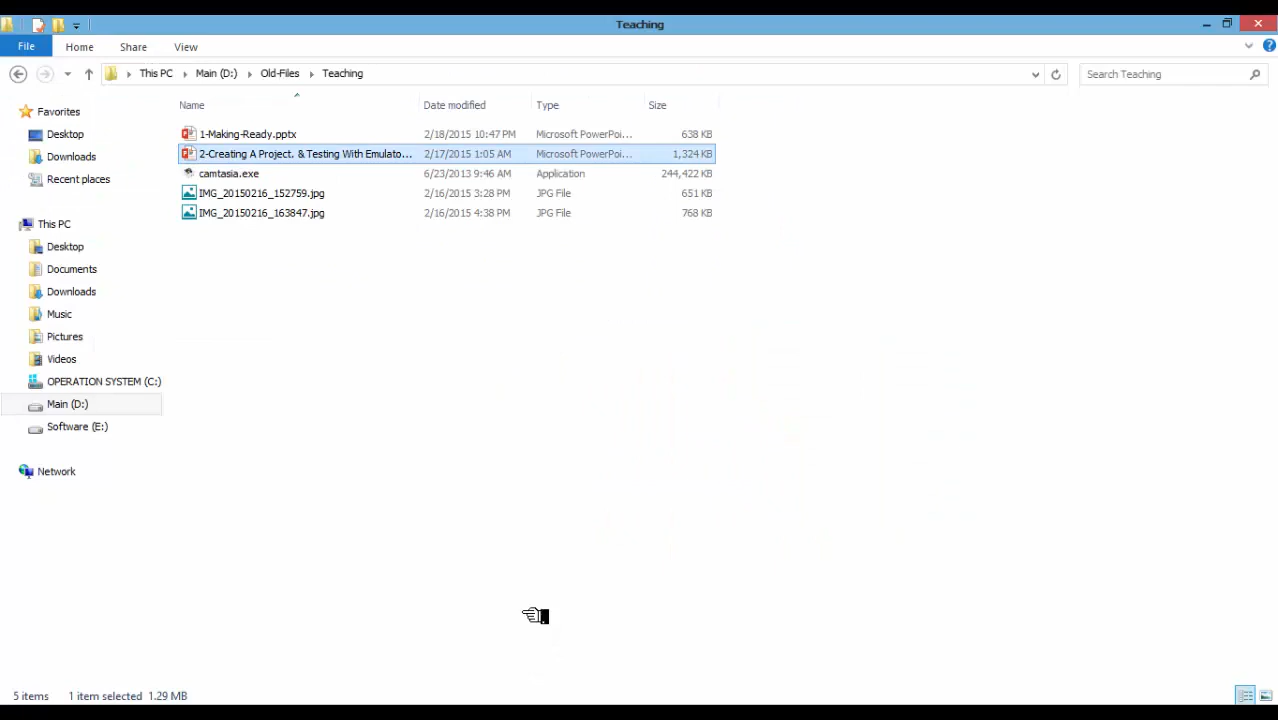 Teaching
File Home Share View
This PC Main (D:) Old-Files Teaching Search Teaching
Name Date modified Type Size
Favorites
Desktop
Downloads
Recent places
This PC
Desktop
Documents
Downloads
Music
Pictures
Videos
OPERATION SYSTEM (C:)
Main (D:)
Software (E:)
Network
1-Making-Ready.pptx 2/18/2015 10:47 PM Microsoft PowerPoi... 638 KB
2-Creating A Project. & Testing With Emulato... 2/17/2015 1:05 AM Microsoft PowerPoi... 1,324 KB
camtasia.exe 6/23/2013 9:46 AM Application 244,422 KB
IMG_20150216_152759.jpg 2/16/2015 3:28 PM JPG File 651 KB
IMG_20150216_163847.jpg 2/16/2015 4:38 PM JPG File 768 KB
5 items 1 item selected 1.29 MB